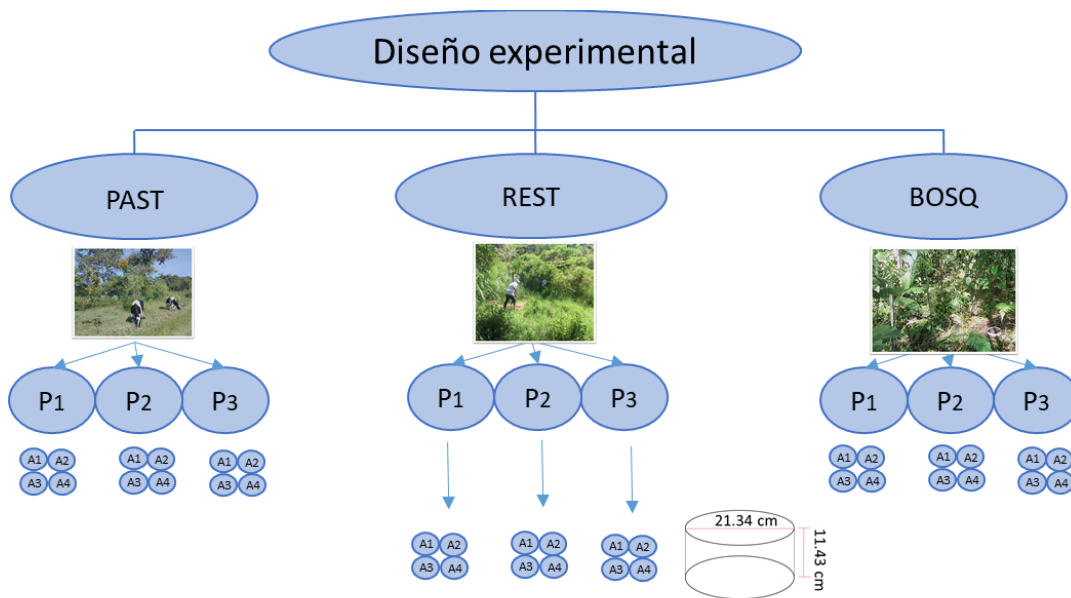 Diseño experimental
PAST
REST
BOSQ
P1 P2 P3
P1 P2 P3
P1 P2 P3
A1 A2 A1 A2 A1 A2
A3 A4 A3 A4 A3 A4
A1 A2 A1 A2 A1 A2
A3 A4 A3 A4 A3 A4
A1 A2 A1 A2 A1 A2
A3 A4 A3 A4 A3 A4
21.34 cm
11.43 cm